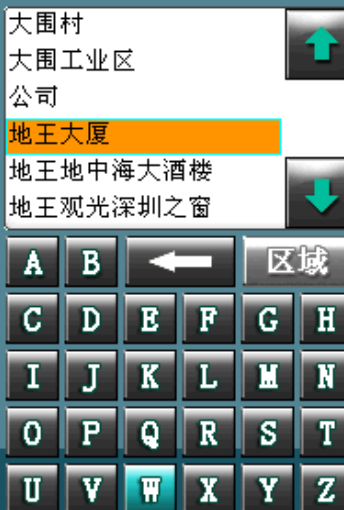 大围村
大围工业区
公司
地王大厦
地王地中海大酒楼
地王观光深圳之窗
A B 区域
C D E F G H
I J K L M N
O P Q R S T
U V W X Y Z